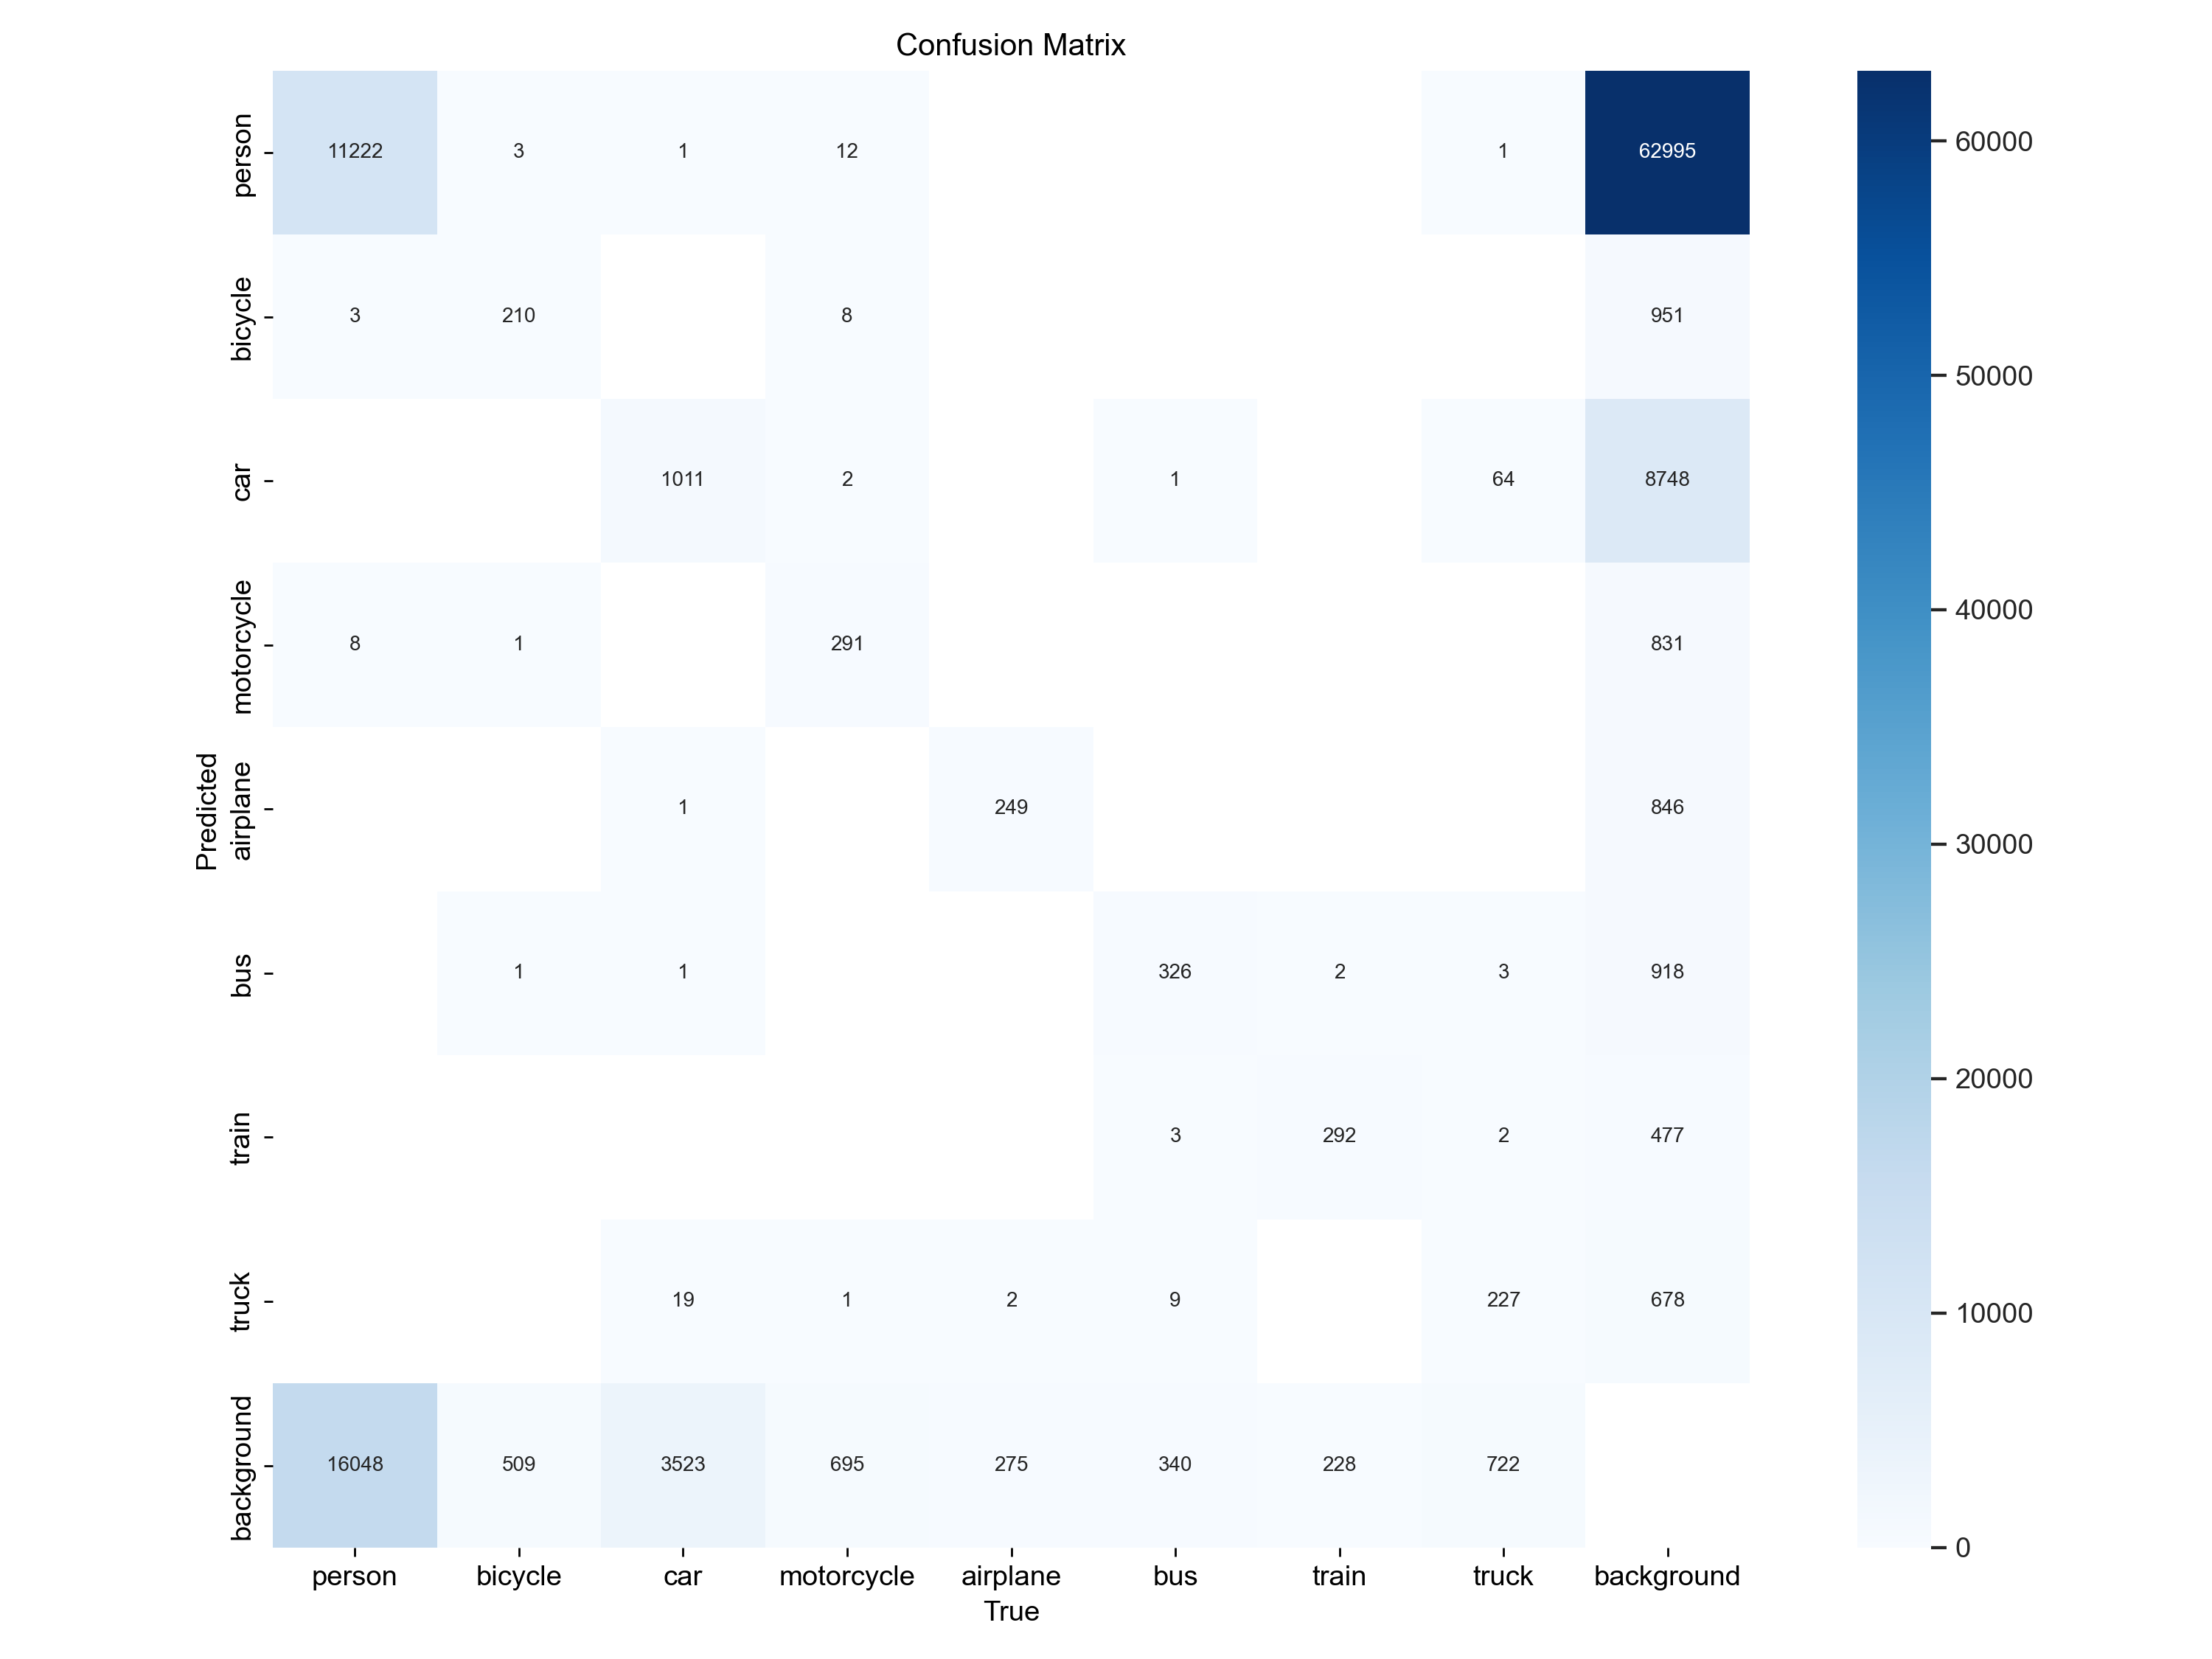 Confusion Matrix
person 11222 3 1 12 1 62995
bicycle 3 210 8 951
car 1011 2 1 64 8748
motorcycle 8 1 291 831
airplane 1 249 846
bus 1 1 326 2 3 918
train 3 292 2 477
truck 19 1 2 9 227 678
background 16048 509 3523 695 275 340 228 722
Predicted
person bicycle car motorcycle airplane bus train truck background
True
60000
50000
40000
30000
20000
10000
0